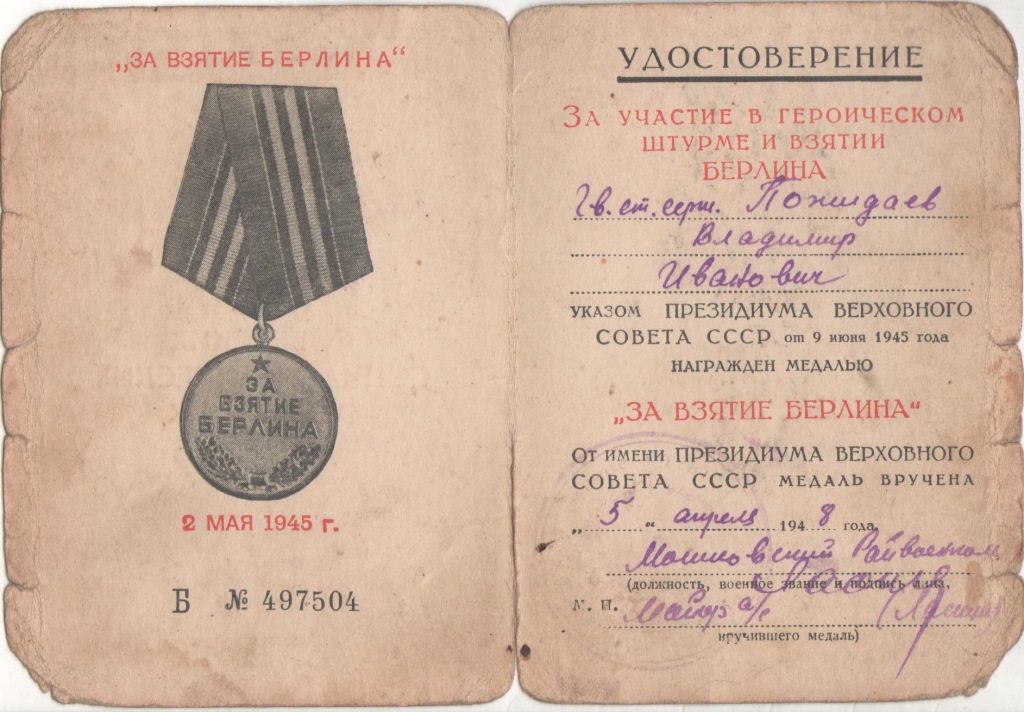 „ЗА ВЗЯТИЕ БЕРЛИНА“
ЗА
ВЗЯТИЕ
БЕРЛИНА
2 МАЯ 1945 г.
Б № 497504
УДОСТОВЕРЕНИЕ
ЗА УЧАСТИЕ В ГЕРОИЧЕСКОМ
ШТУРМЕ И ВЗЯТИИ
БЕРЛИНА
Гв. ст. серж. Пожидаев
Владимир
Иванович
УКАЗОМ ПРЕЗИДИУМА ВЕРХОВНОГО
СОВЕТА СССР от 9 июня 1945 года
НАГРАЖДЕН МЕДАЛЬЮ
„ЗА ВЗЯТИЕ БЕРЛИНА“
ОТ ИМЕНИ ПРЕЗИДИУМА ВЕРХОВНОГО
СОВЕТА СССР МЕДАЛЬ ВРУЧЕНА
„5“ апреля 1948 года
Райвоенком
(должность, военное звание и подпись лица,
М. П. Майор а/с
вручившего медаль)